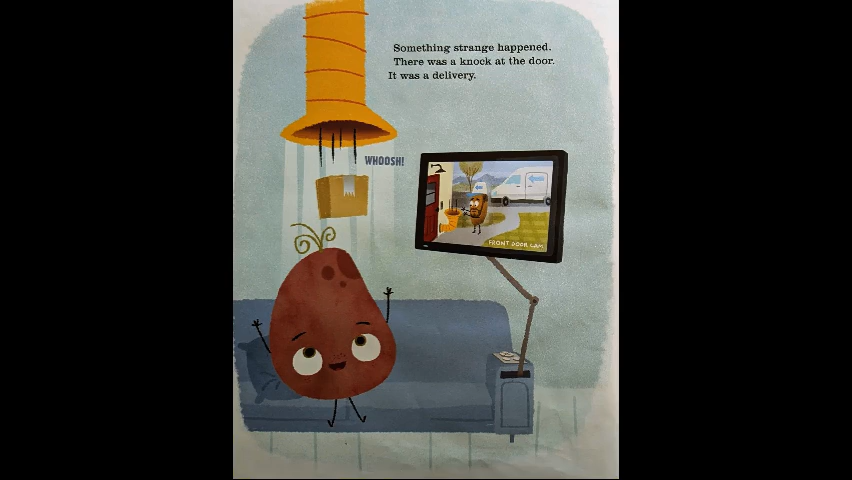 Something strange happened.
There was a knock at the door.
It was a delivery.
WHOOSH!
FRONT DOOR CAM